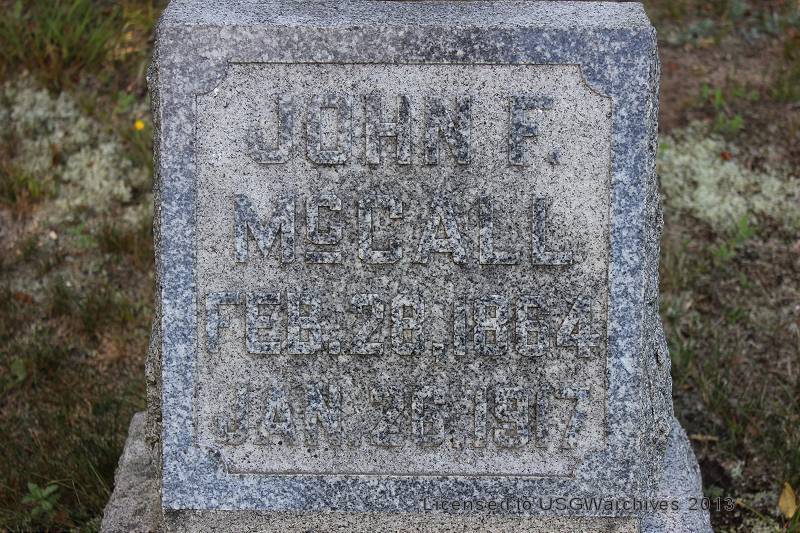 JOHN F.
McCALL
FEB. 28. 1864
JAN. 26. 1917
Licensed to USGWarchives 2013